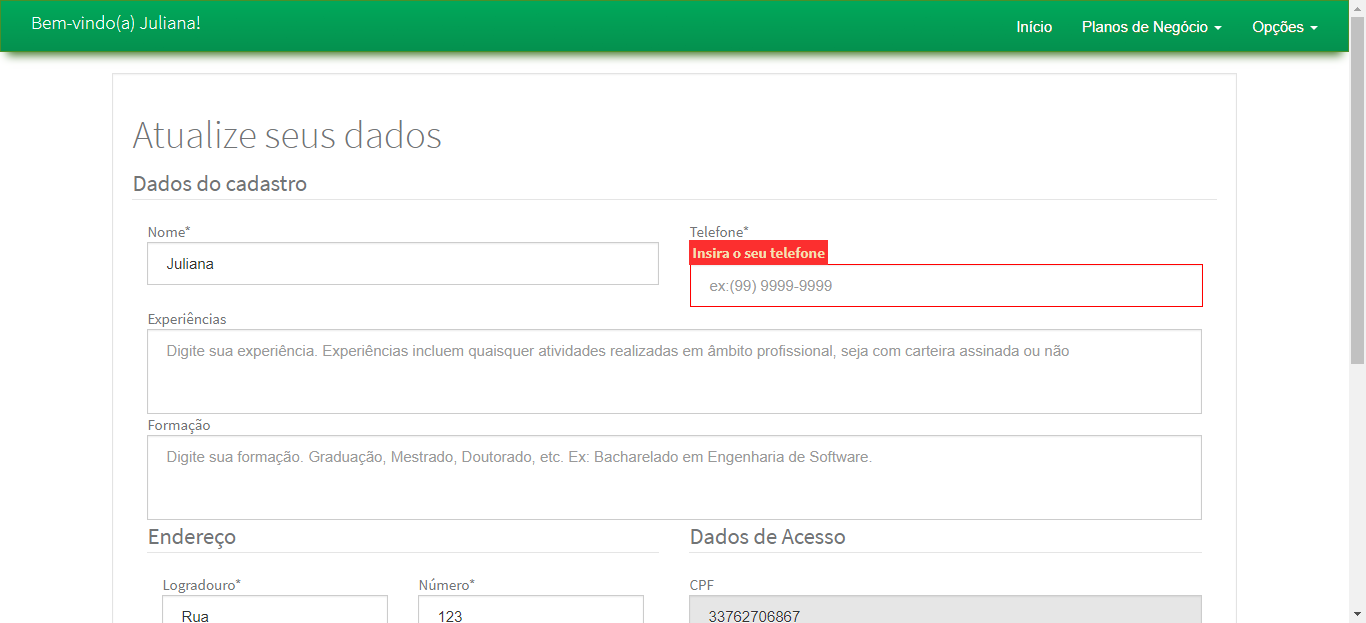 Bem-vindo(a) Juliana!
Início Planos de Negócio Opções
Atualize seus dados
Dados do cadastro
Nome* Telefone*
Insira o seu telefone
Juliana
ex:(99) 9999-9999
Experiências
Digite sua experiência. Experiências incluem quaisquer atividades realizadas em âmbito profissional, seja com carteira assinada ou não
Formação
Digite sua formação. Graduação, Mestrado, Doutorado, etc. Ex: Bacharelado em Engenharia de Software.
Endereço Dados de Acesso
Logradouro* Número* CPF
Rua 123 33762706867